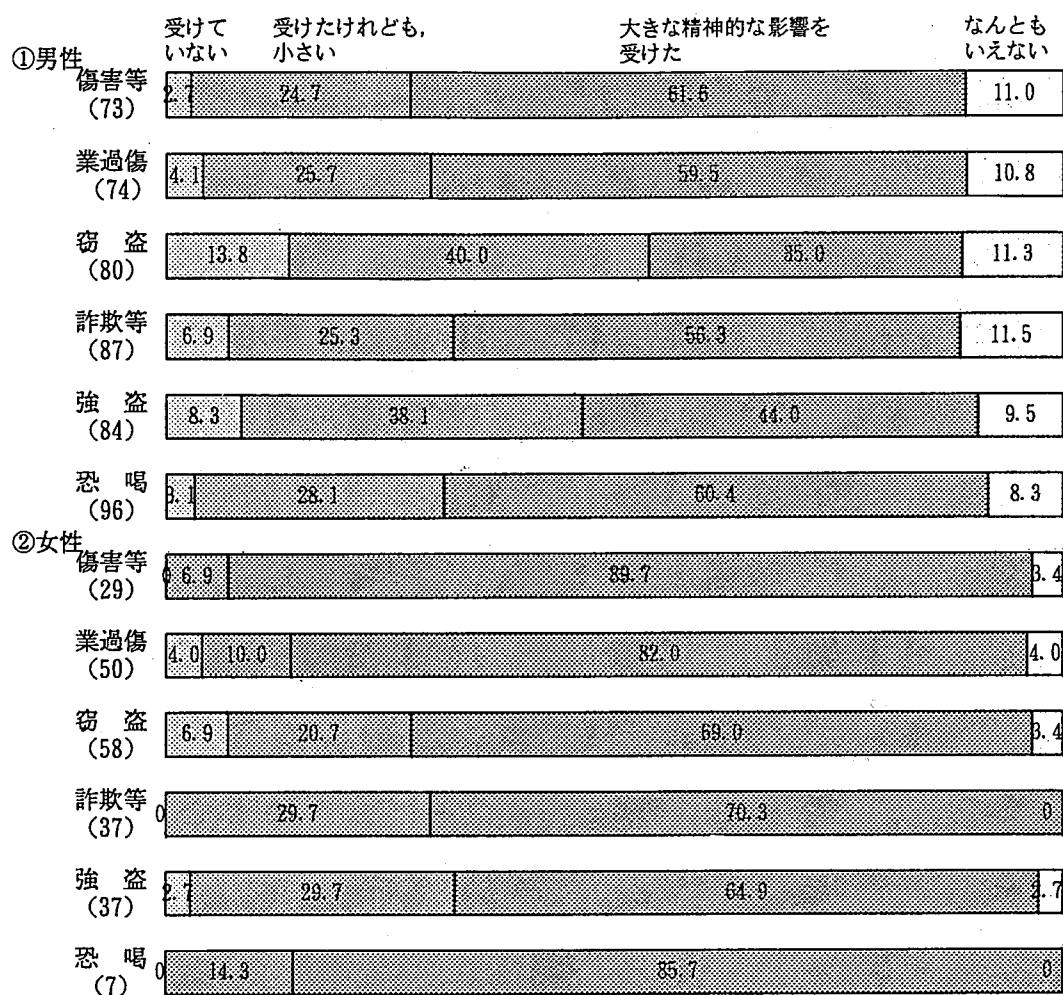 受けて いない
受けたけれども, 小さい
大きな精神的な影響を 受けた
なんとも いえない
①男性
傷害等 2.7 24.7 61.6 11.0
(73)
業過傷 4.1 25.7 59.5 10.8
(74)
窃盗 13.8 40.0 35.0 11.3
(80)
詐欺等 6.9 25.3 56.3 11.5
(87)
強盗 8.3 38.1 44.0 9.5
(84)
恐喝 3.1 28.1 60.4 8.3
(96)
②女性
傷害等 0 6.9 89.7 3.4
(29)
業過傷 4.0 10.0 82.0 4.0
(50)
窃盗 6.9 20.7 69.0 3.4
(58)
詐欺等 0 29.7 70.3 0
(37)
強盗 2.7 29.7 64.9 2.7
(37)
恐喝 0 14.3 85.7 0
(7)